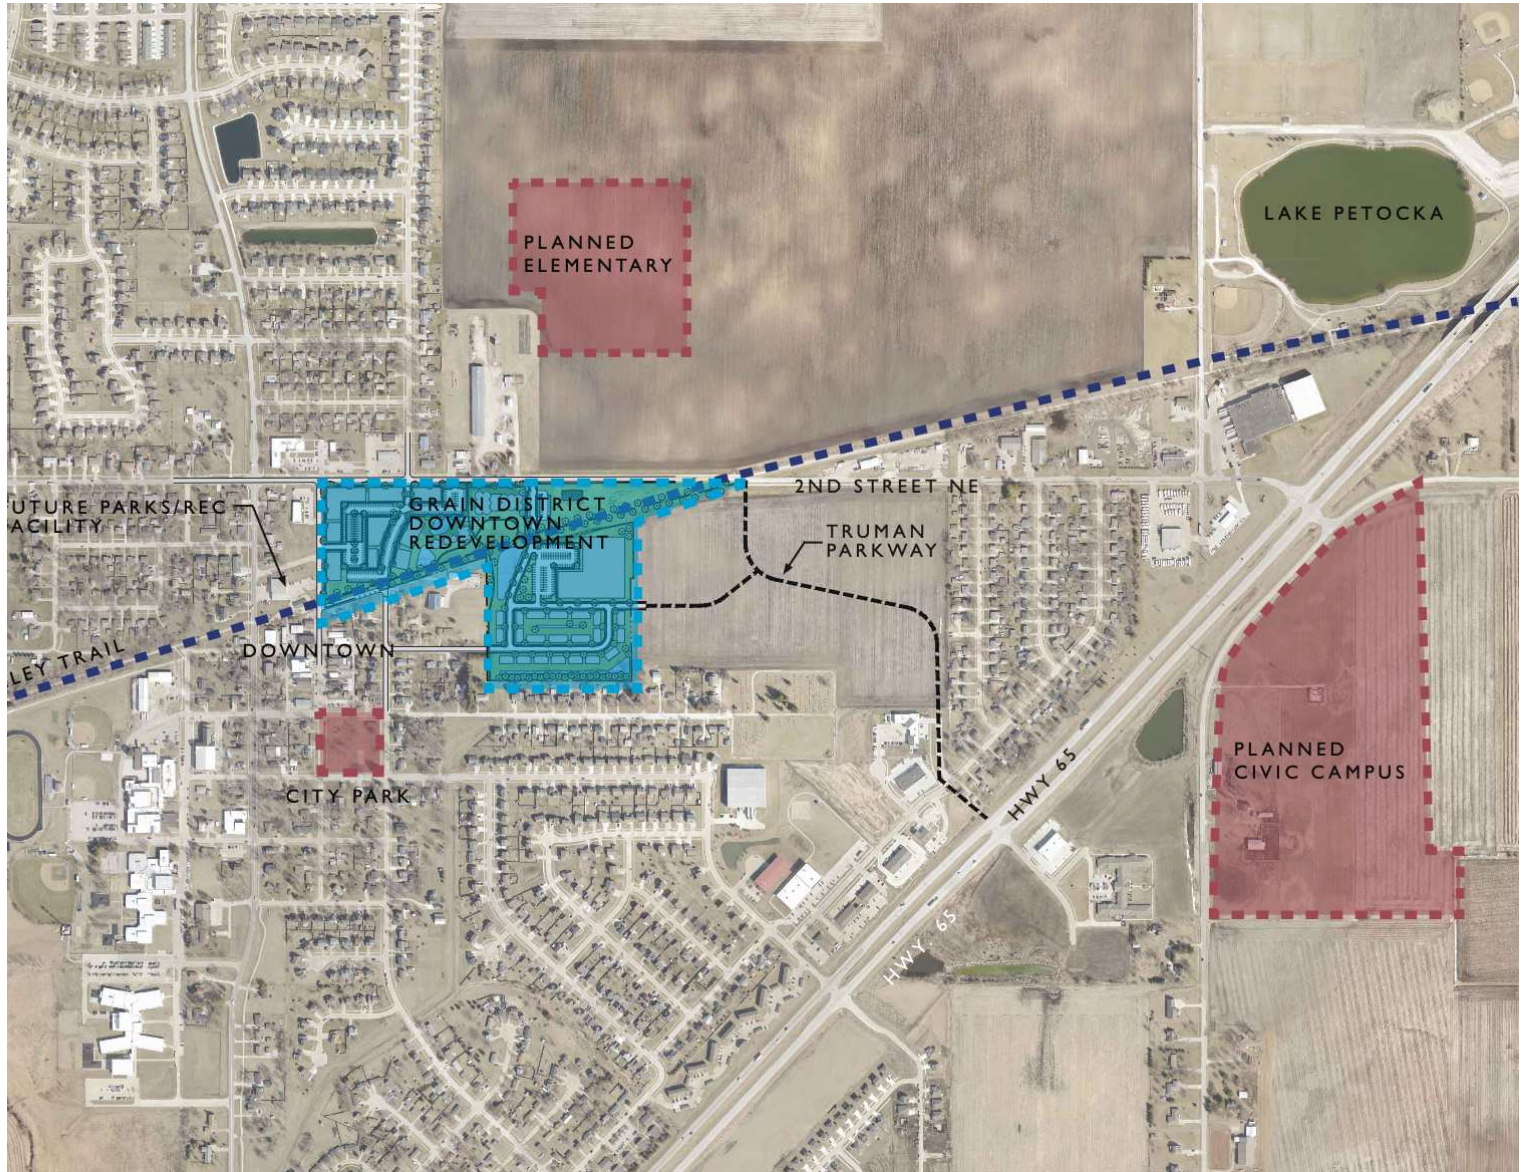 LAKE PETOCKA
PLANNED
ELEMENTARY
2ND STREET NE
UTURE PARKS/REC
ACILITY
GRAIN DISTRICT
DOWNTOWN
REDEVELOPMENT
TRUMAN
PARKWAY
LEY TRAIL
DOWNTOWN
PLANNED
CIVIC CAMPUS
HWY 65
CITY PARK
HWY 65